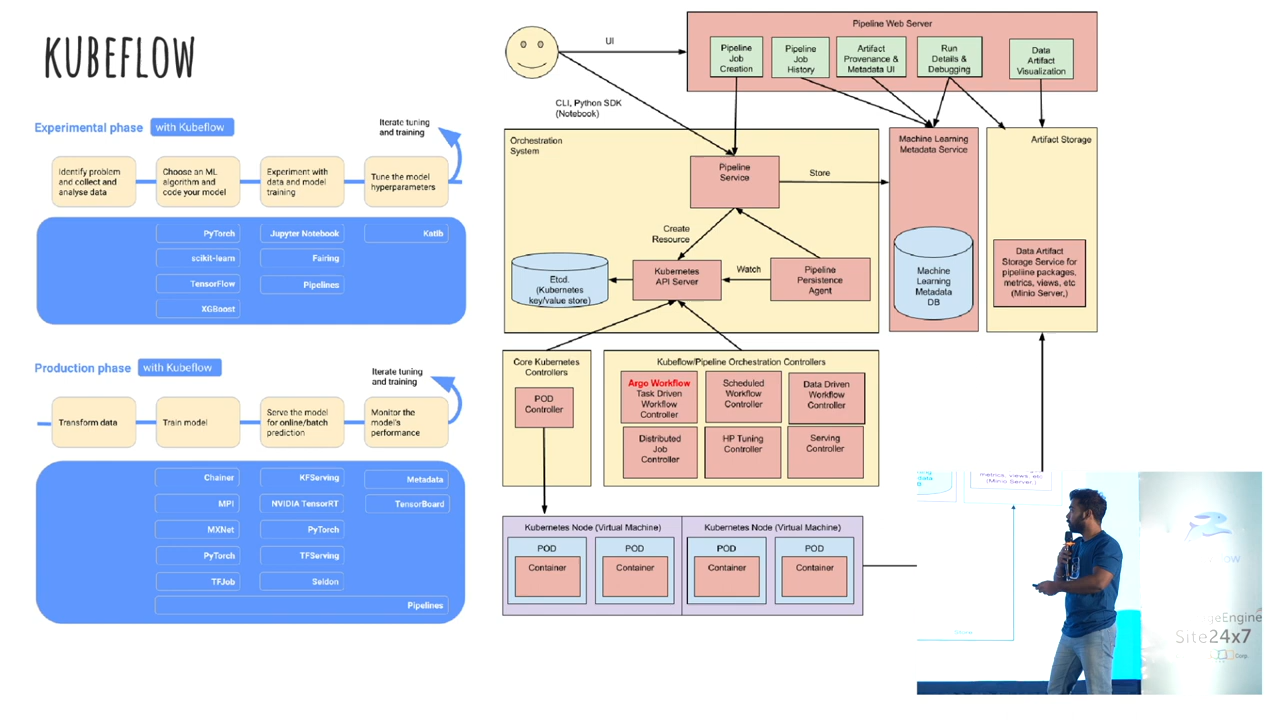 KUBEFLOW
Experimental phase
with Kubeflow
Iterate tuning
and training
Identify problem
and collect and
analyse data
Choose an ML
algorithm and
code your model
Experiment with
data and model
training
Tune the model
hyperparameters
PyTorch
scikit-learn
TensorFlow
XGBoost
Jupyter Notebook
Fairing
Pipelines
Katib
Production phase
with Kubeflow
Iterate tuning
and training
Transform data
Train model
Serve the model
for online/batch
prediction
Monitor the
model's
performance
Chainer
MPI
MXNet
PyTorch
TFJob
KFServing
NVIDIA TensorRT
PyTorch
TFServing
Seldon
Metadata
TensorBoard
Pipelines
UI
CLI, Python SDK
(Notebook)
Pipeline Web Server
Pipeline
Job
Creation
Pipeline
Job
History
Artifact
Provenance &
Metadata UI
Run
Details &
Debugging
Data
Artifact
Visualization
Orchestration
System
Pipeline
Service
Store
Create
Resource
Etcd.
(Kubernetes
key/value store)
Kubernetes
API Server
Watch
Pipeline
Persistence
Agent
Machine Learning
Metadata Service
Machine
Learning
Metadata
DB
Artifact Storage
Data Artifact
Storage Service for
pipeliine packages,
metrics, views, etc
(Minio Server,)
Core Kubernetes
Controllers
POD
Controller
Kubeflow/Pipeline Orchestration Controllers
Argo Workflow
Task Driven
Workflow
Controller
Scheduled
Workflow
Controller
Data Driven
Workflow
Controller
Distributed
Job
Controller
HP Tuning
Controller
Serving
Controller
Kubernetes Node (Virtual Machine)
POD
Container
POD
Container
Kubernetes Node (Virtual Machine)
POD
Container
POD
Container
metrics, views, etc
(Minio Server,)
geEngine
Site24x7
Corp.